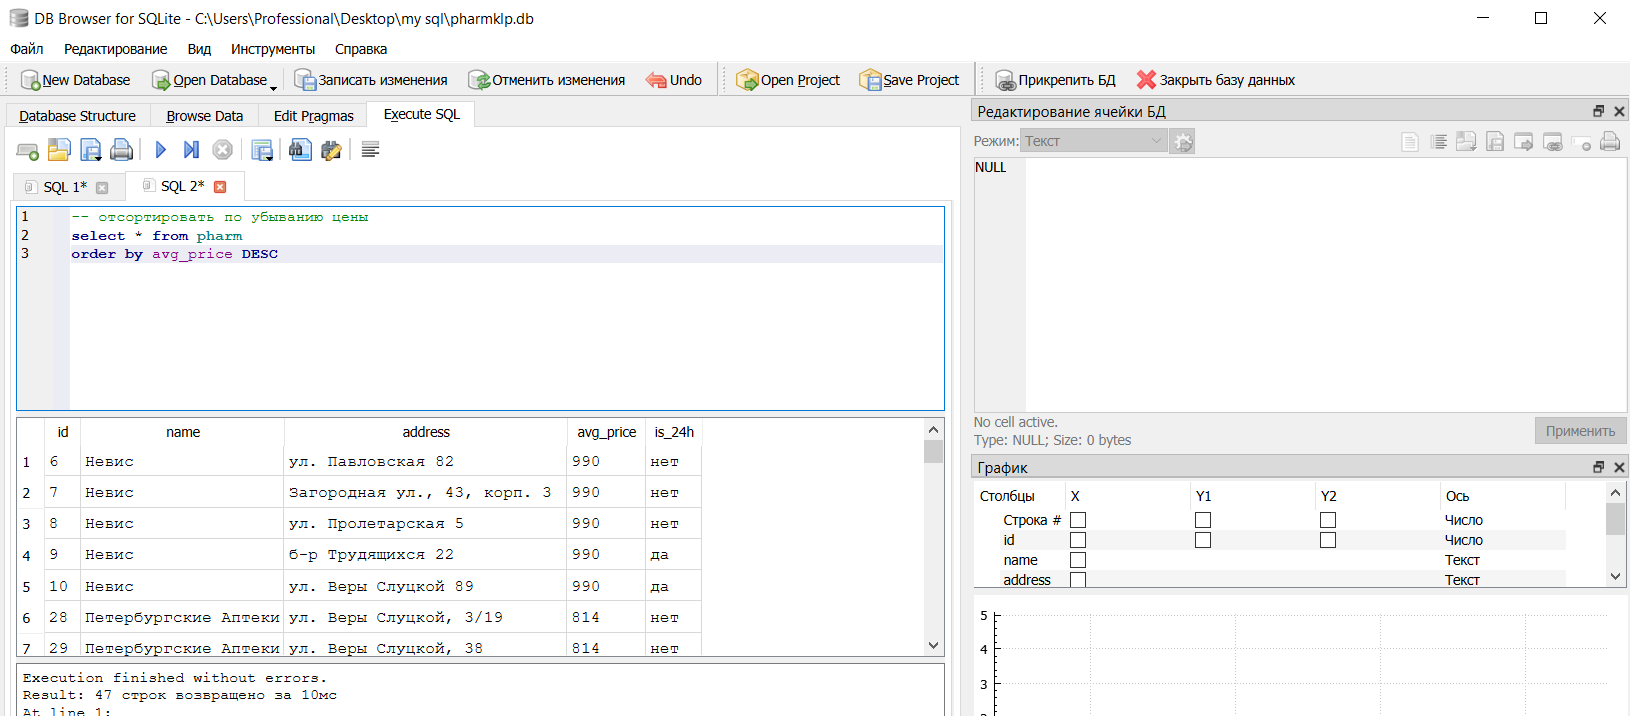 DB Browser for SQLite - C:\Users\Professional\Desktop\my sql\pharmklp.db
Файл Редактирование Вид Инструменты Справка
New Database Open Database Записать изменения Отменить изменения Undo Open Project Save Project Прикрепить БД Закрыть базу данных
Database Structure Browse Data Edit Pragmas Execute SQL
SQL 1* SQL 2*
1 -- отсортировать по убыванию цены
2 select * from pharm
3 order by avg_price DESC
id name address avg_price is_24h
1 6 Невис ул. Павловская 82 990 нет
2 7 Невис Загородная ул., 43, корп. 3 990 нет
3 8 Невис ул. Пролетарская 5 990 нет
4 9 Невис б-р Трудящихся 22 990 да
5 10 Невис ул. Веры Слуцкой 89 990 да
6 28 Петербургские Аптеки ул. Веры Слуцкой, 3/19 814 нет
7 29 Петербургские Аптеки ул. Веры Слуцкой, 38 814 нет
Execution finished without errors.
Result: 47 строк возвращено за 10мс
At line 1:
Редактирование ячейки БД
Режим: Текст
NULL
No cell active.
Type: NULL; Size: 0 bytes
Применить
График
Столбцы X Y1 Y2 Ось
Строка # Число
id Число
name Текст
address Текст
5
4
3